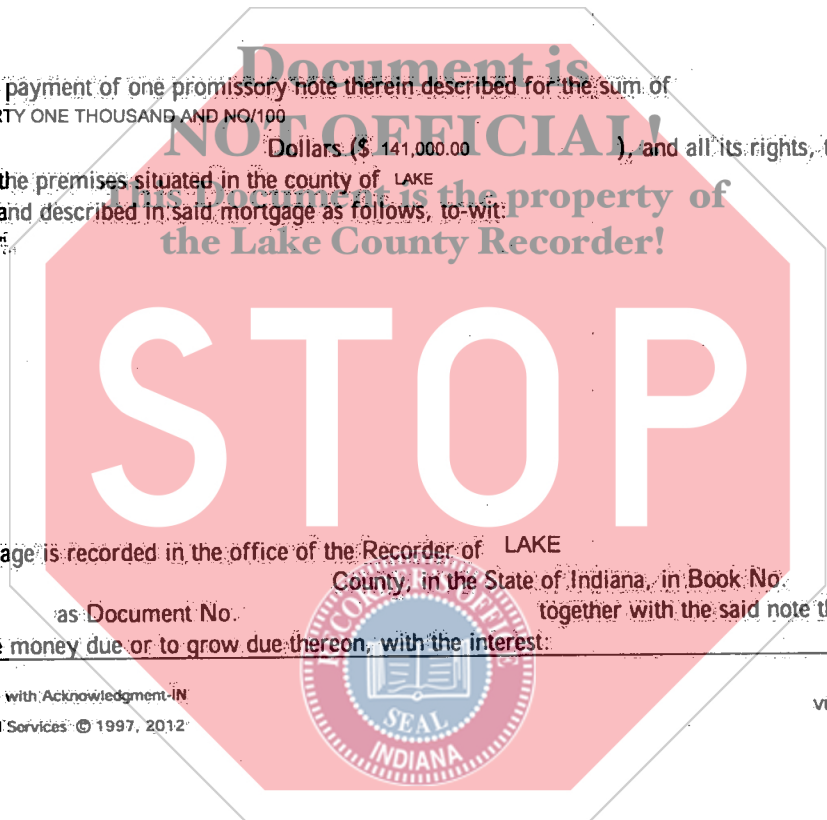 Document is
payment of one promissory note therein described for the sum of
RTY ONE THOUSAND AND NO/100
NOT OFFICIAL!
Dollars ($ 141,000.00 ), and all its rights,
the premises situated in the county of LAKE
This Document is the property of
and described in said mortgage as follows, to-wit:
the Lake County Recorder!
STOP
age is recorded in the office of the Recorder of LAKE
County, in the State of Indiana, in Book No.
as Document No. together with the said note
money due or to grow due thereon, with the interest:
RECORDER'S OFFICE
SEAL
INDIANA
with Acknowledgment-IN
Services © 1997, 2012